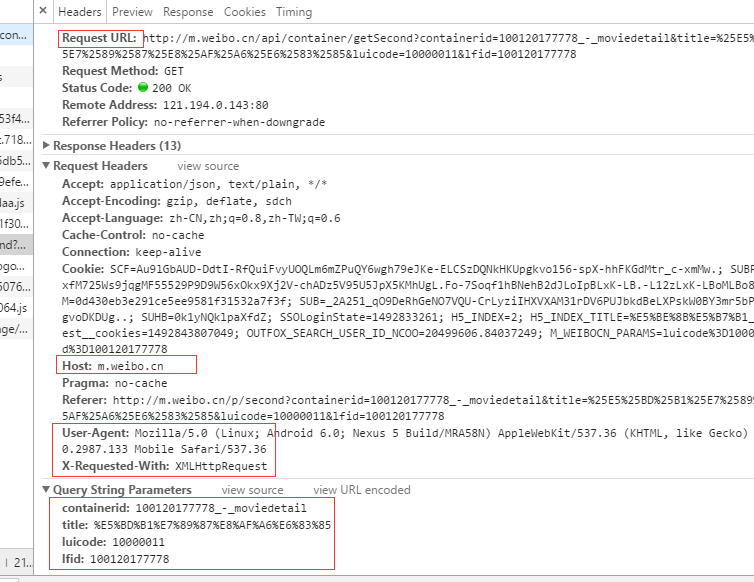 Headers Preview Response Cookies Timing
con...
Request URL: http://m.weibo.cn/api/container/getSecond?containerid=100120177778_-_moviedetail&title=%25E5%
5E7%2589%2587%25E8%25AF%25A6%25E6%2583%2585&luicode=10000011&lfid=100120177778
Request Method: GET
s
Status Code: 200 OK
Remote Address: 121.194.0.143:80
53f4...
Referrer Policy: no-referrer-when-downgrade
t.718...
Response Headers (13)
5db5...
Request Headers view source
9efe...
Accept: application/json, text/plain, */*
daa.js
Accept-Encoding: gzip, deflate, sdch
1f30...
Accept-Language: zh-CN,zh;q=0.8,zh-TW;q=0.6
Cache-Control: no-cache
nd?...
Connection: keep-alive
ogo...
Cookie: SCF=Au91GbAUD-DdtI-RfQuiFvyUOQLm6mZPuQY6wgh79eJKe-ELCSzDQNkHKUpgkvo156-spX-hhFKGdMtr_c-xmMw.; SUBF
5076...
xfM725Ws9jqgMF55529P9D9W56xOkx9Xj2V-chADz5V95U5JpX5KMhUgL.Fo-7Soqf1hBNehB2dJLoIpBLxK-LB.-L12zLxK-LBoMLBo8
064.js
M=0d430eb3e291ce5ee9581f31532a7f3f; SUB=_2A251_qO9DeRhGeNO7VQU-CrLyziIHXVXAM31rDV6PUJbkdBeLXPskW0BY3mr5bP
age/...
gvoDKDUg..; SUHB=0k1yNQklpaXfdZ; SSOLoginState=1492833261; H5_INDEX=2; H5_INDEX_TITLE=%E5%BE%8B%E5%B7%B1_
est__cookies=1492843807049; OUTFOX_SEARCH_USER_ID_NCOO=20499606.84037249; M_WEIBOCN_PARAMS=luicode%3D1000
d%3D100120177778
Host: m.weibo.cn
Pragma: no-cache
Referer: http://m.weibo.cn/p/second?containerid=100120177778_-_moviedetail&title=%25E5%25BD%25B1%25E7%2589
5AF%25A6%25E6%2583%2585&luicode=10000011&lfid=100120177778
User-Agent: Mozilla/5.0 (Linux; Android 6.0; Nexus 5 Build/MRA58N) AppleWebKit/537.36 (KHTML, like Gecko)
0.2987.133 Mobile Safari/537.36
X-Requested-With: XMLHttpRequest
Query String Parameters view source view URL encoded
containerid: 100120177778_-_moviedetail
title: %E5%BD%B1%E7%89%87%E8%AF%A6%E6%83%85
luicode: 10000011
21...
lfid: 100120177778